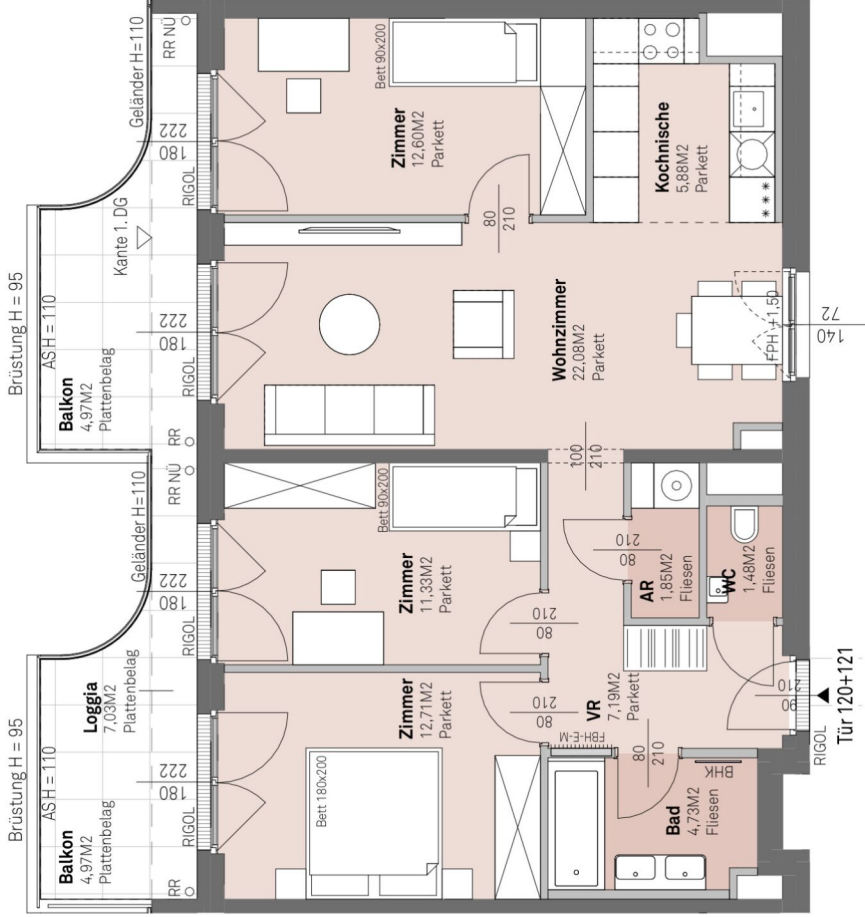 Brüstung H = 95
AS H = 110
Balkon
4,97M2
Plattenbelag
RR
Geländer H=110
RR NÜ
Loggia
7,03M2
Plattenbelag
Brüstung H = 95
AS H = 110
Balkon
4,97M2
Plattenbelag
RR
Kante 1. DG
Geländer H=110
RR NÜ
RIGOL
180
222
RIGOL
180
222
RIGOL
180
222
RIGOL
180
222
Bett 180x200
Zimmer
12,71M2
Parkett
80
210
Bett 90x200
Zimmer
11,33M2
Parkett
80
210
Wohnzimmer
22,08M2
Parkett
100
210
Bett 90x200
Zimmer
12,60M2
Parkett
80
210
Kochnische
5,88M2
Parkett
***
FPH +1,50
140
72
Bad
4,73M2
Fliesen
BHK
80
210
FBH-E-M
VR
7,19M2
Parkett
AR
1,85M2
Fliesen
80
210
WC
1,48M2
Fliesen
90
210
RIGOL
Tür 120+121